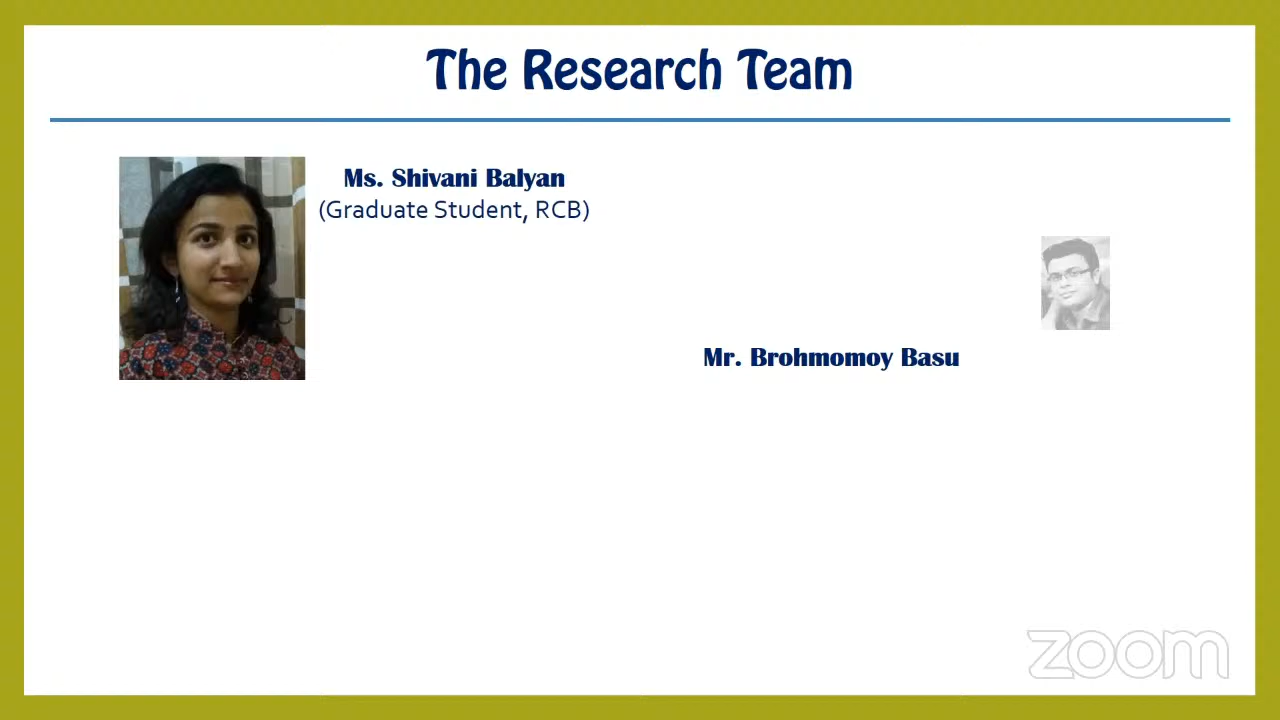 The Research Team
Ms. Shivani Balyan
(Graduate Student, RCB)
Mr. Brohmomoy Basu
zoom